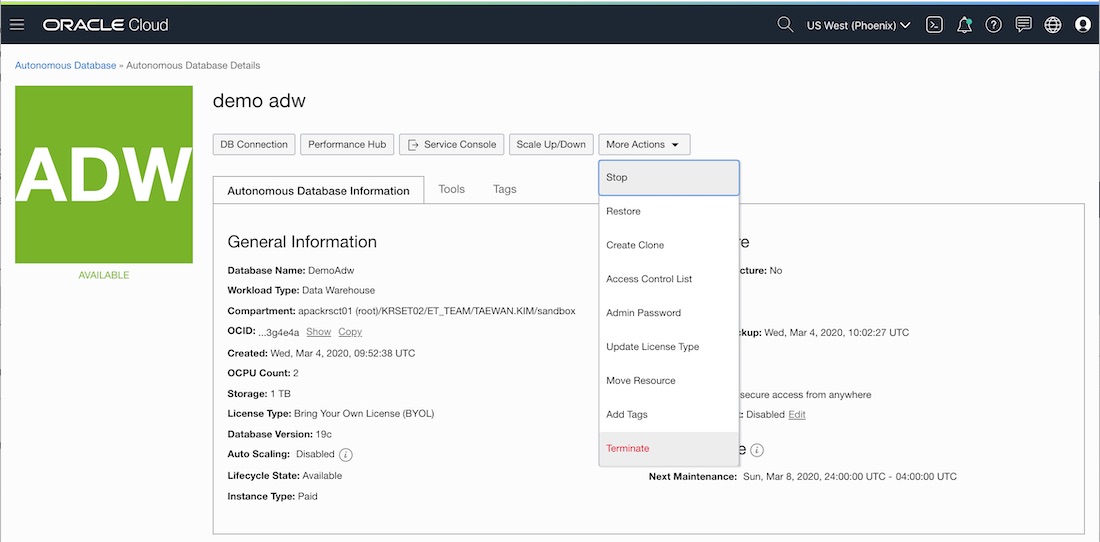 ORACLE Cloud
US West (Phoenix)
Autonomous Database » Autonomous Database Details
ADW
AVAILABLE
demo adw
DB Connection
Performance Hub
Service Console
Scale Up/Down
More Actions
Stop
Restore
Create Clone
Access Control List
Admin Password
Update License Type
Move Resource
Add Tags
Terminate
Autonomous Database Information
Tools
Tags
General Information
Database Name: DemoAdw
Workload Type: Data Warehouse
Compartment: apackrsct01 (root)/KRSET02/ET_TEAM/TAEWAN.KIM/sandbox
OCID: ...3g4e4a Show Copy
Created: Wed, Mar 4, 2020, 09:52:38 UTC
OCPU Count: 2
Storage: 1 TB
License Type: Bring Your Own License (BYOL)
Database Version: 19c
Auto Scaling: Disabled
Lifecycle State: Available
Instance Type: Paid
re
cture: No
kup: Wed, Mar 4, 2020, 10:02:27 UTC
secure access from anywhere
: Disabled Edit
e
Next Maintenance: Sun, Mar 8, 2020, 24:00:00 UTC - 04:00:00 UTC